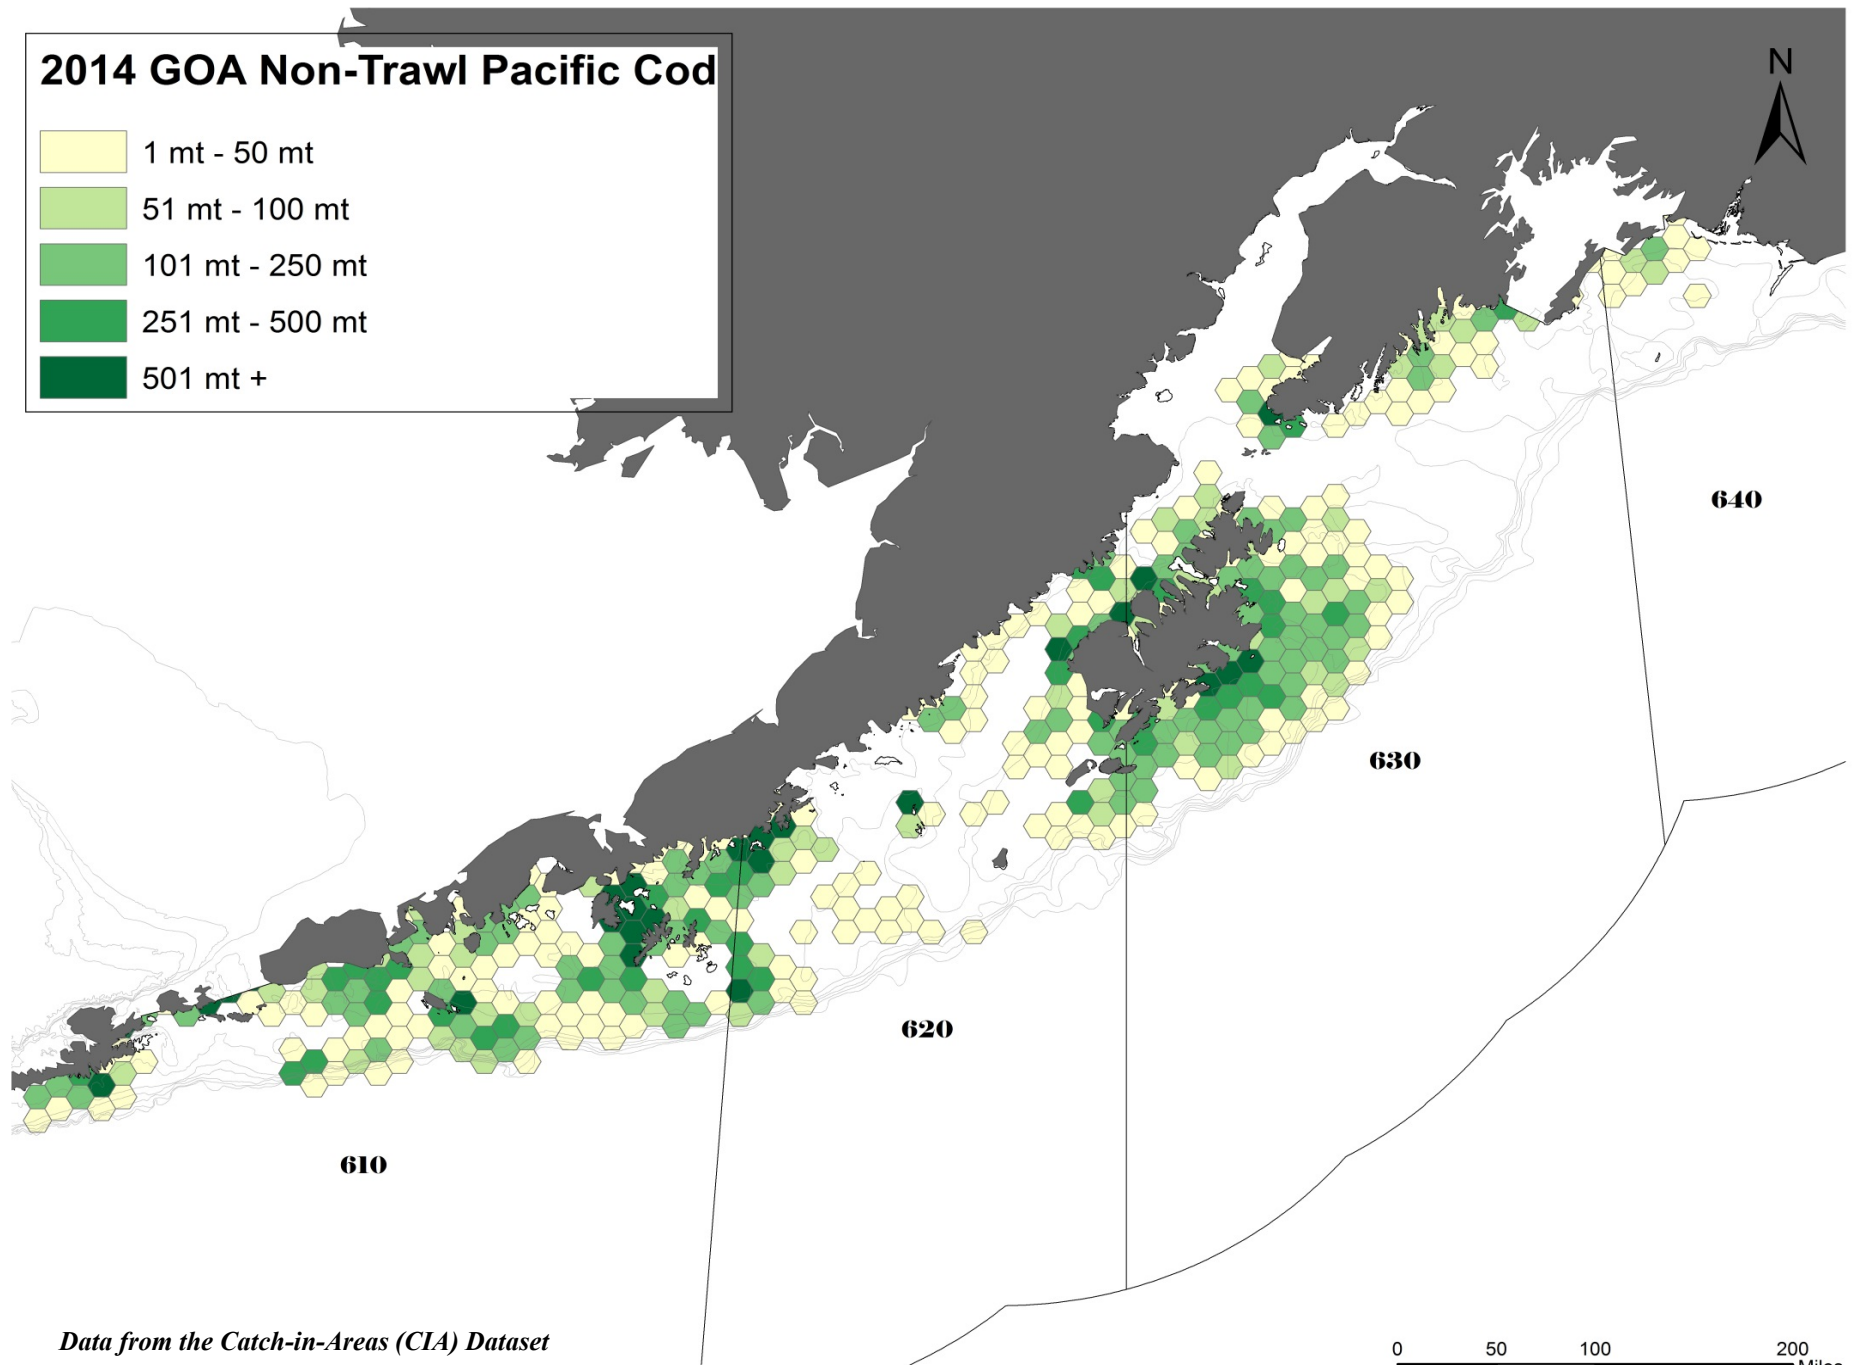 2014 GOA Non-Trawl Pacific Cod
1 mt - 50 mt
51 mt - 100 mt
101 mt - 250 mt
251 mt - 500 mt
501 mt +
N
640
630
620
610
Data from the Catch-in-Areas (CIA) Dataset
0 50 100 200
Miles